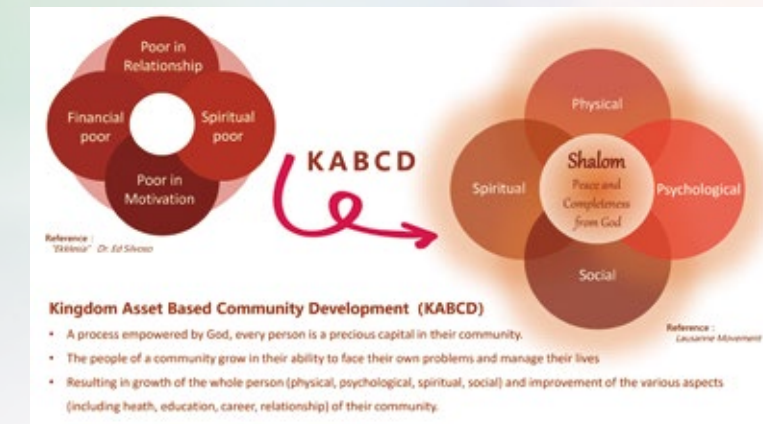 Poor in
Relationship
Financial
poor
Spiritual
poor
Poor in
Motivation
Reference :
"Ekklesia" Dr. Ed Silvoso
KABCD
Physical
Spiritual
Shalom
Peace and
Completeness
from God
Psychological
Social
Reference :
Lausanne Movement
Kingdom Asset Based Community Development (KABCD)
• A process empowered by God, every person is a precious capital in their community.
• The people of a community grow in their ability to face their own problems and manage their lives
• Resulting in growth of the whole person (physical, psychological, spiritual, social) and improvement of the various aspects
(including heath, education, career, relationship) of their community.